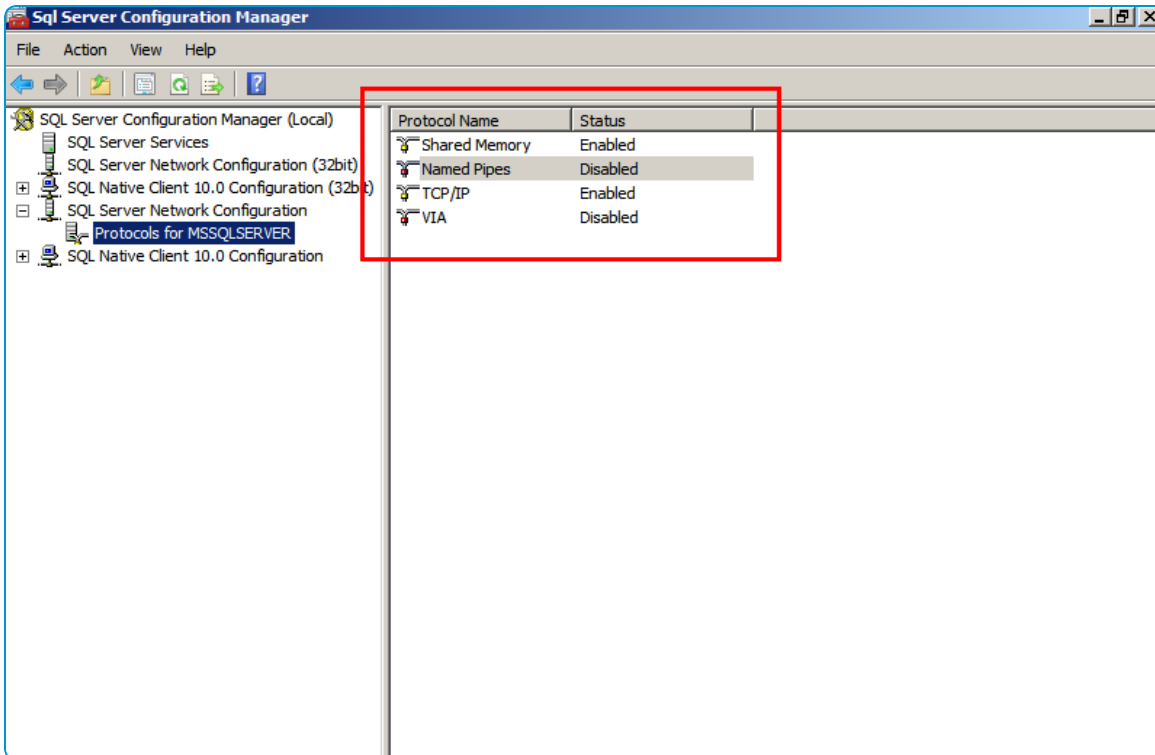 Sql Server Configuration Manager
File Action View Help
SQL Server Configuration Manager (Local)
SQL Server Services
SQL Server Network Configuration (32bit)
SQL Native Client 10.0 Configuration (32bit)
SQL Server Network Configuration
Protocols for MSSQLSERVER
SQL Native Client 10.0 Configuration
Protocol Name Status
Shared Memory Enabled
Named Pipes Disabled
TCP/IP Enabled
VIA Disabled